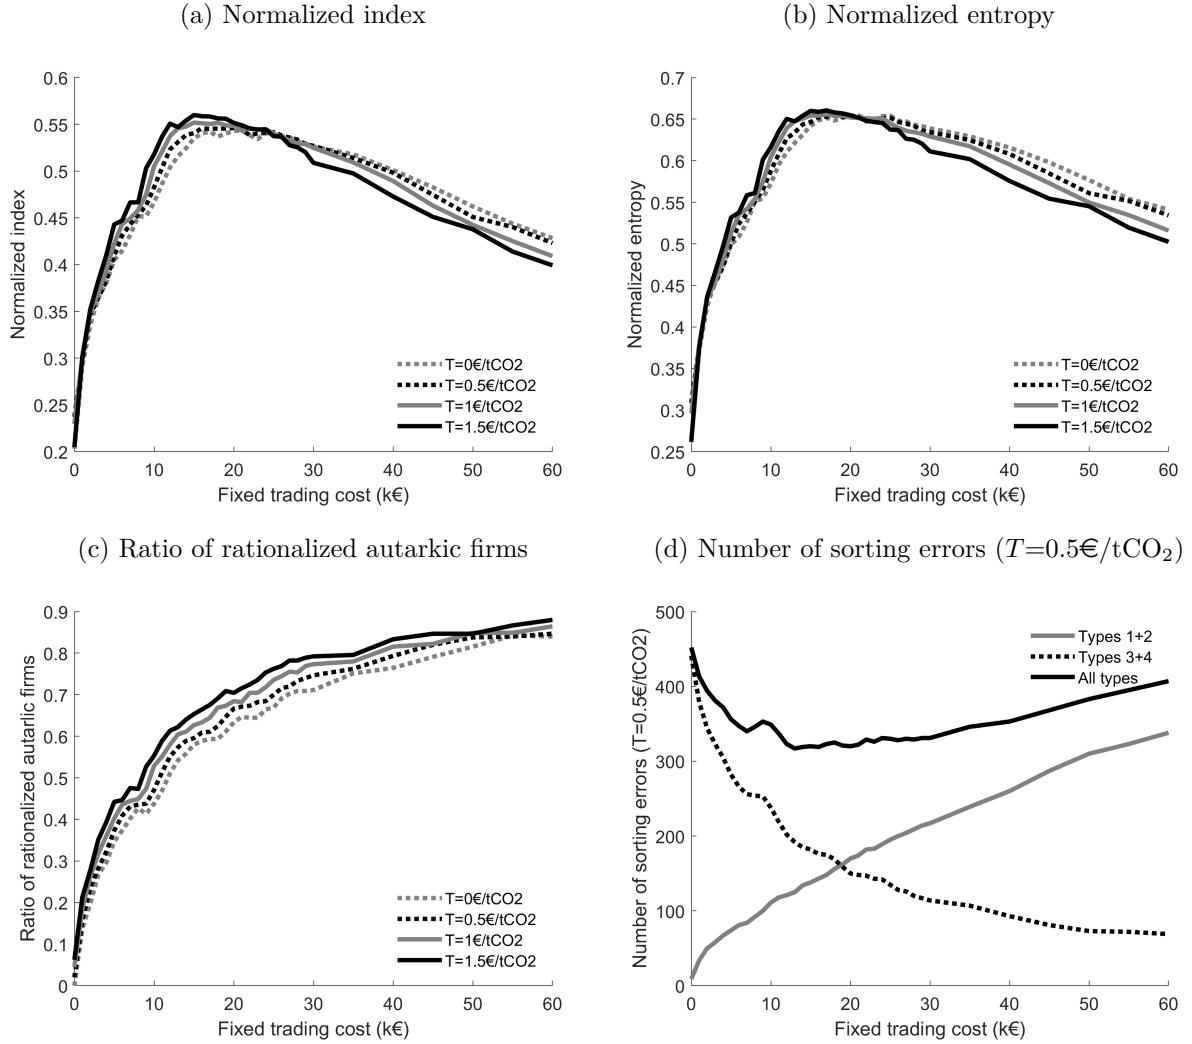 (a) Normalized index
0.6
0.55
0.5
0.45
0.4
0.35
0.3
0.25
0.2
Normalized index
T=0€/tCO2
T=0.5€/tCO2
T=1€/tCO2
T=1.5€/tCO2
0 10 20 30 40 50 60
Fixed trading cost (k€)
(b) Normalized entropy
0.7
0.65
0.6
0.55
0.5
0.45
0.4
0.35
0.3
0.25
Normalized entropy
T=0€/tCO2
T=0.5€/tCO2
T=1€/tCO2
T=1.5€/tCO2
0 10 20 30 40 50 60
Fixed trading cost (k€)
(c) Ratio of rationalized autarkic firms
0.9
0.8
0.7
0.6
0.5
0.4
0.3
0.2
0.1
0
Ratio of rationalized autarkic firms
T=0€/tCO2
T=0.5€/tCO2
T=1€/tCO2
T=1.5€/tCO2
0 10 20 30 40 50 60
Fixed trading cost (k€)
(d) Number of sorting errors (T=0.5€/tCO₂)
500
400
300
200
100
0
Number of sorting errors (T=0.5€/tCO2)
Types 1+2
Types 3+4
All types
0 10 20 30 40 50 60
Fixed trading cost (k€)